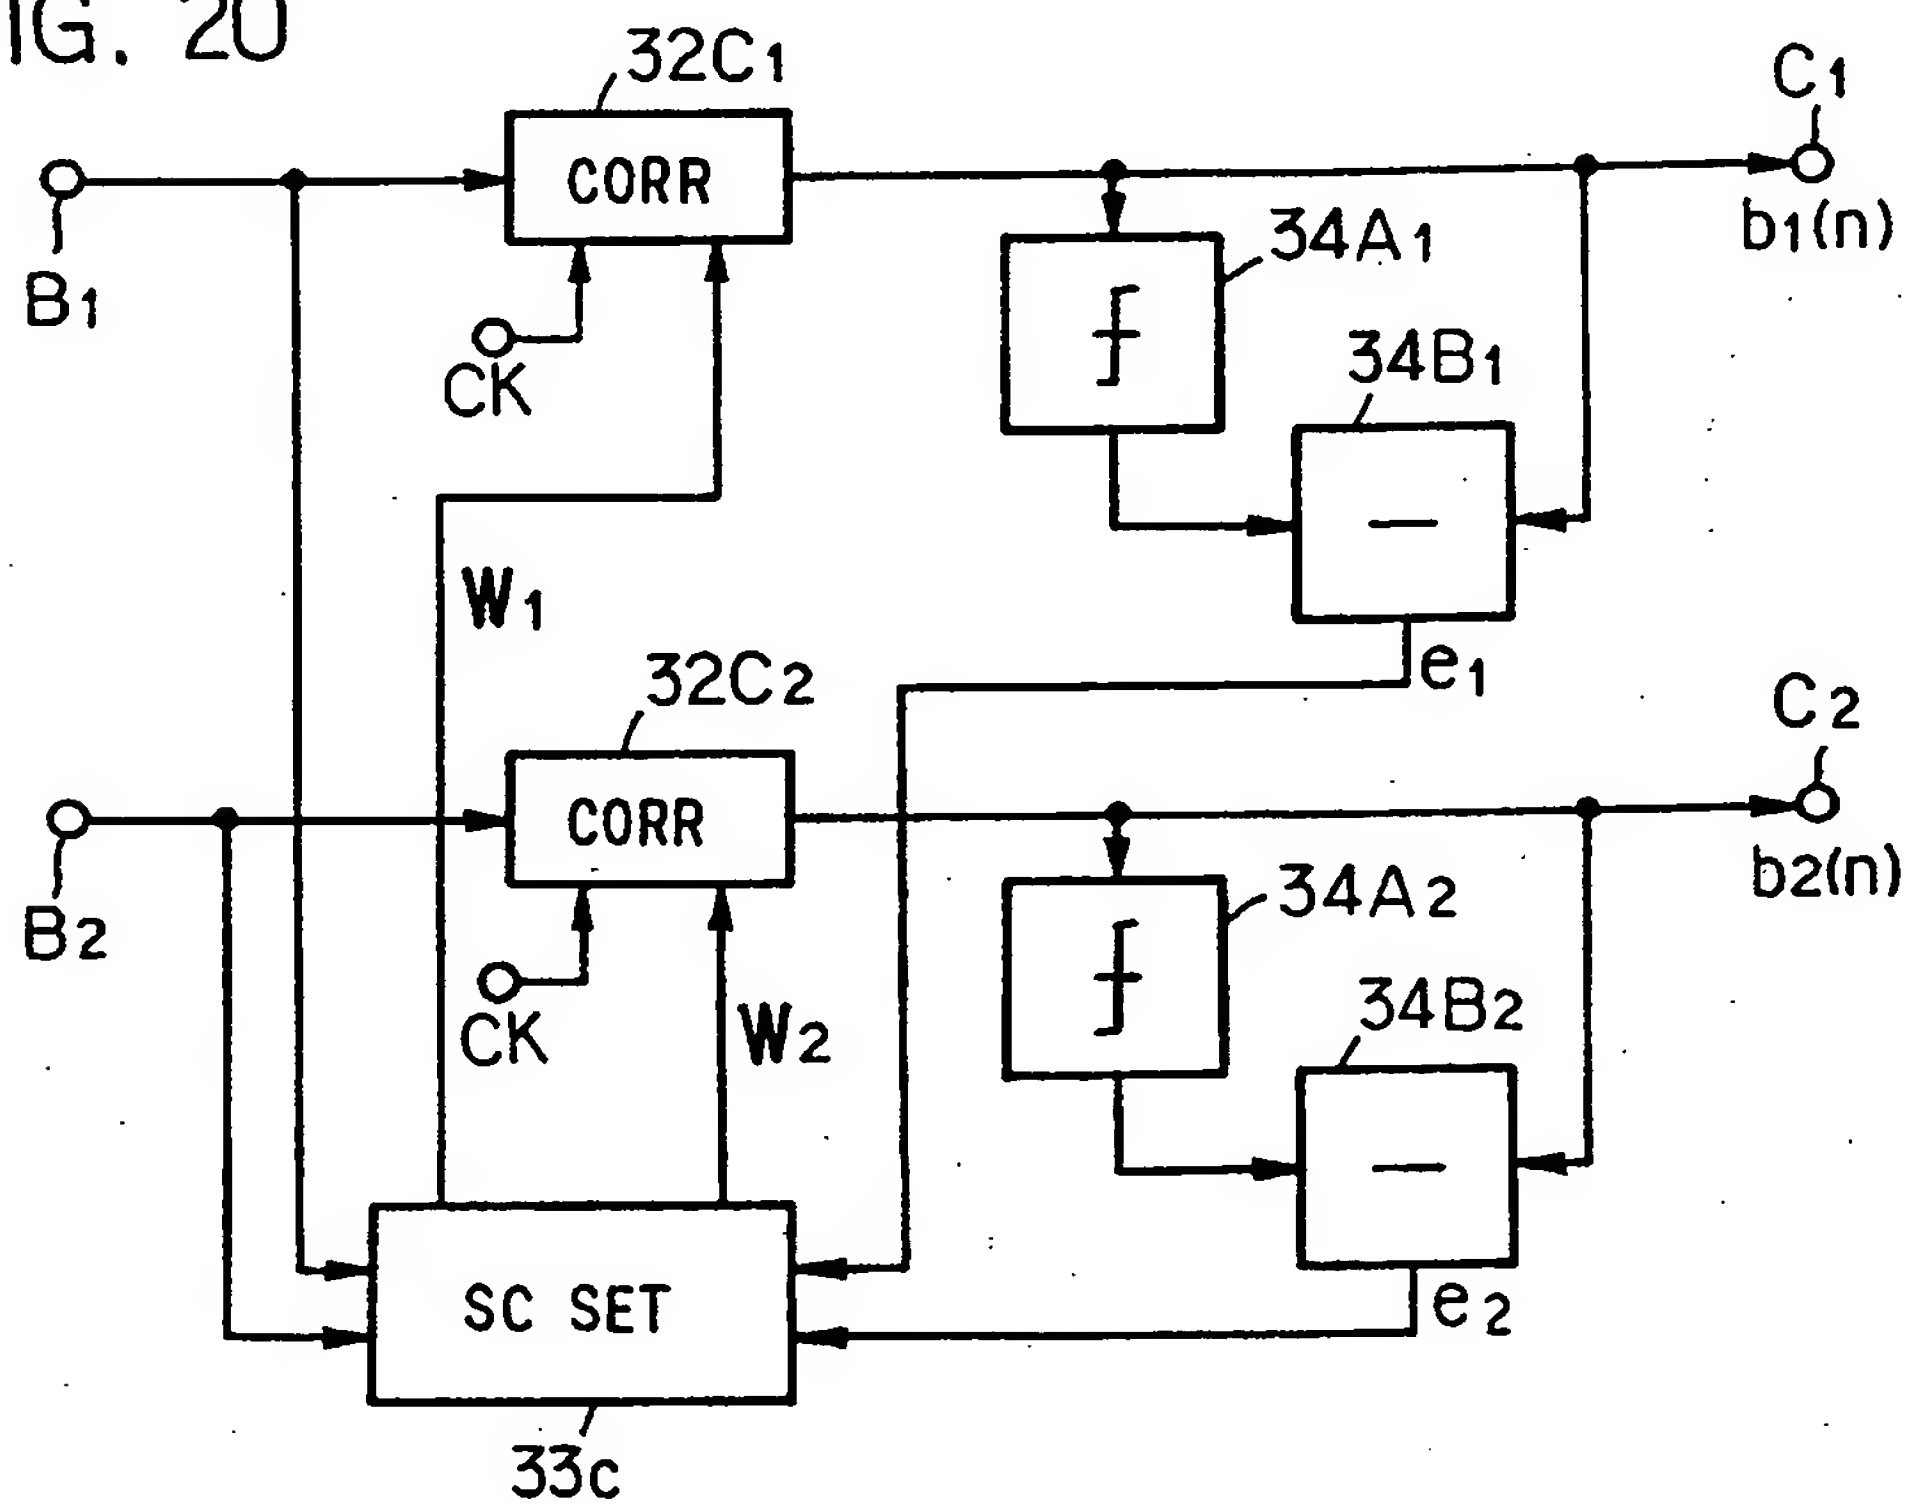 IG. 20
32C1
C1
CORR
b1(n)
B1
34A1
CK
34B1
W1
e1
32C2
C2
CORR
b2(n)
B2
34A2
CK
W2
34B2
SC SET
e2
33c